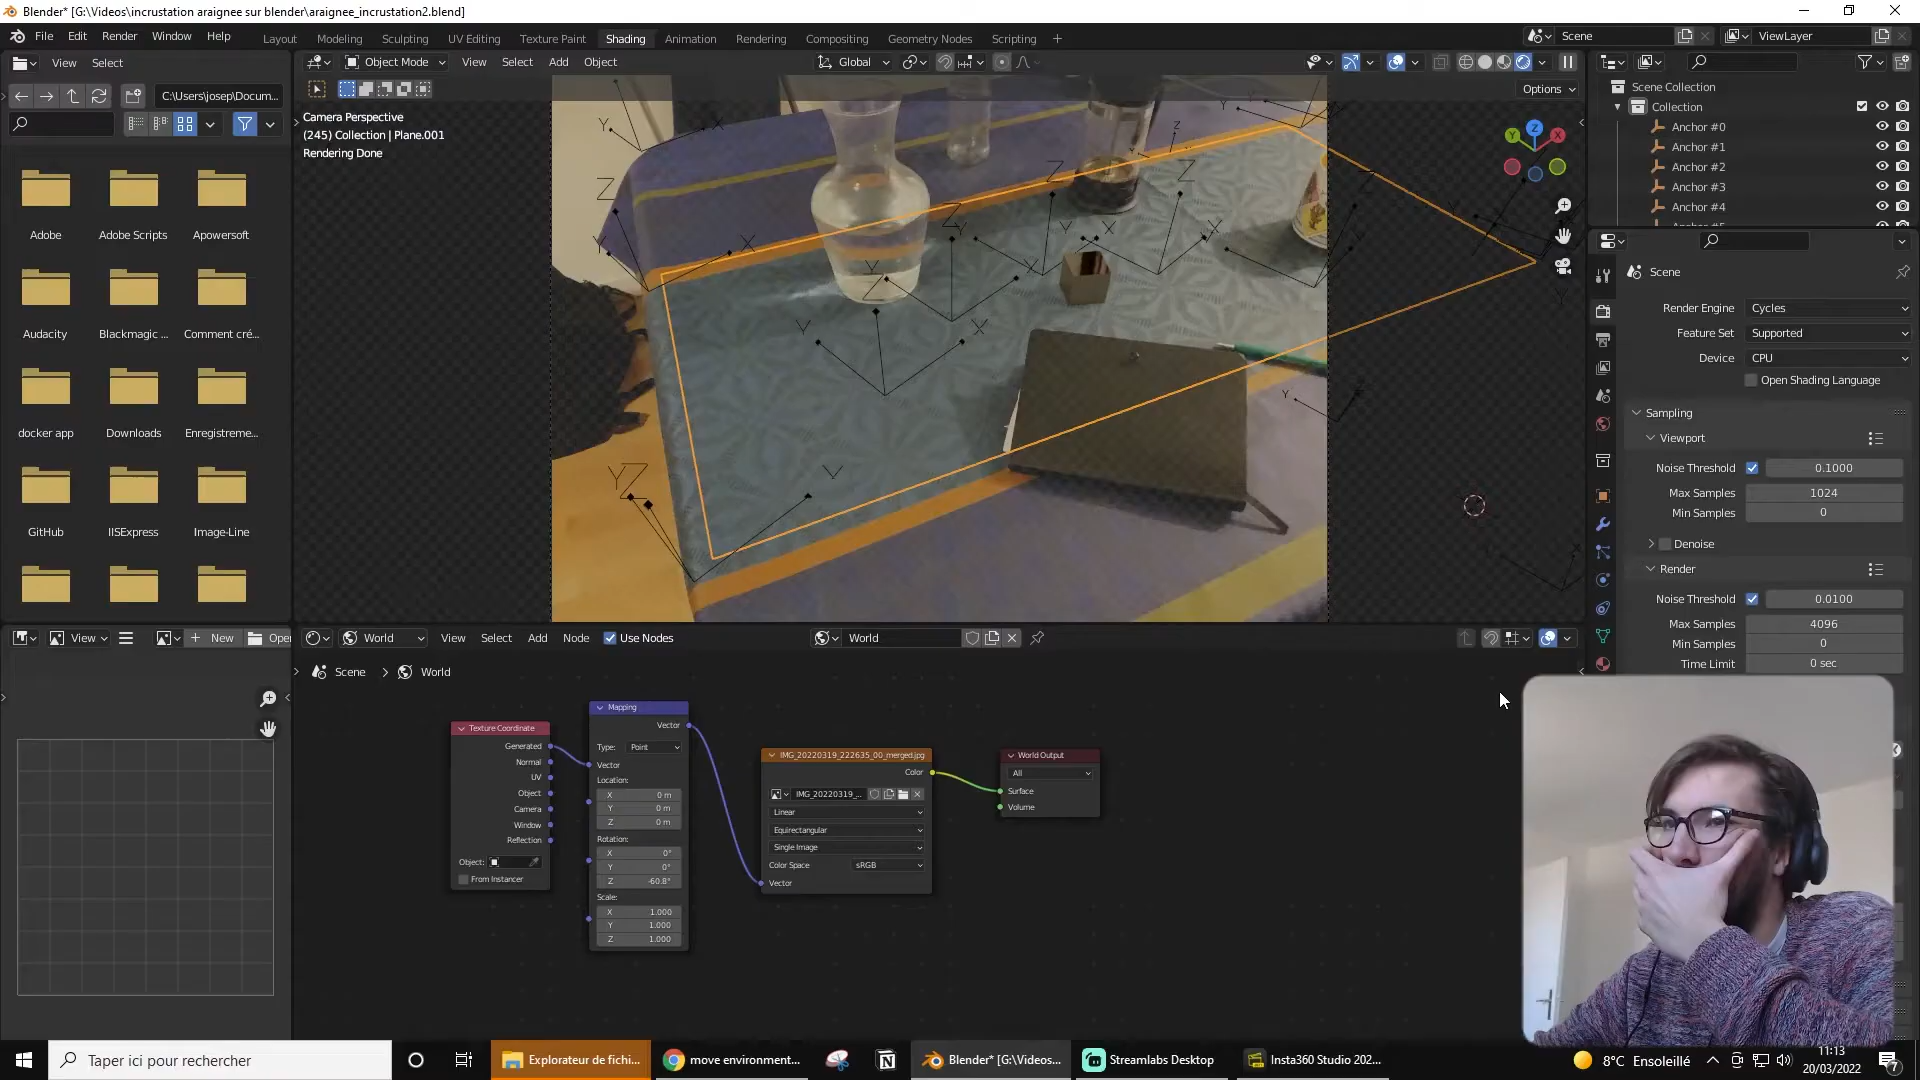 Blender* [G:\Videos\incrustation araignee sur blender\araignee_incrustation2.blend]
File Edit Render Window Help
Layout Modeling Sculpting UV Editing Texture Paint Shading Animation Rendering Compositing Geometry Nodes Scripting +
Scene
ViewLayer
View Select
C:\Users\josep\Docum...
Adobe Adobe Scripts Apowersoft
Audacity Blackmagic ... Comment cré...
docker app Downloads Enregistreme...
GitHub IISExpress Image-Line
Object Mode View Select Add Object
Global
Options
Camera Perspective
(245) Collection | Plane.001
Rendering Done
Scene Collection
Collection
Anchor #0
Anchor #1
Anchor #2
Anchor #3
Anchor #4
Scene
Render Engine Cycles
Feature Set Supported
Device CPU
Open Shading Language
Sampling
Viewport
Noise Threshold 0.1000
Max Samples 1024
Min Samples 0
Denoise
Render
Noise Threshold 0.0100
Max Samples 4096
Min Samples 0
Time Limit 0 sec
View New Open
World View Select Add Node Use Nodes World
Scene > World
Texture Coordinate
Generated
Normal
UV
Object
Camera
Window
Reflection
Object:
From Instancer
Mapping
Vector
Type: Point
Vector
Location:
X 0 m
Y 0 m
Z 0 m
Rotation:
X 0°
Y 0°
Z -60.8°
Scale:
X 1.000
Y 1.000
Z 1.000
IMG_20220319_222635_00_merged.jpg
Color
IMG_20220319_...
Linear
Equirectangular
Single Image
Color Space sRGB
Vector
World Output
All
Surface
Volume
Taper ici pour rechercher
Explorateur de fichi...
move environment...
Blender* [G:\Videos...
Streamlabs Desktop
Insta360 Studio 202...
8°C Ensoleillé
11:13
20/03/2022